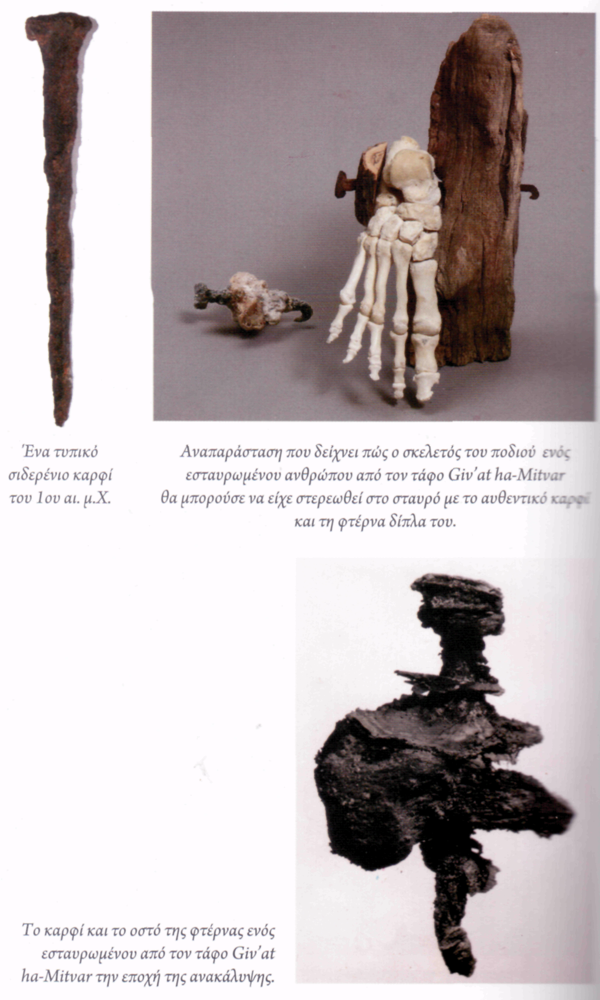 Ένα τυπικό
σιδερένιο καρφί
του 1ου αι. μ.Χ.
Αναπαράσταση που δείχνει πώς ο σκελετός του ποδιού ενός
εσταυρωμένου ανθρώπου από τον τάφο Giv'at ha-Mitvar
θα μπορούσε να είχε στερεωθεί στο σταυρό με το αυθεντικό καρφί
και τη φτέρνα δίπλα του.
Το καρφί και το οστό της φτέρνας ενός
εσταυρωμένου από τον τάφο Giv'at
ha-Mitvar την εποχή της ανακάλυψης.